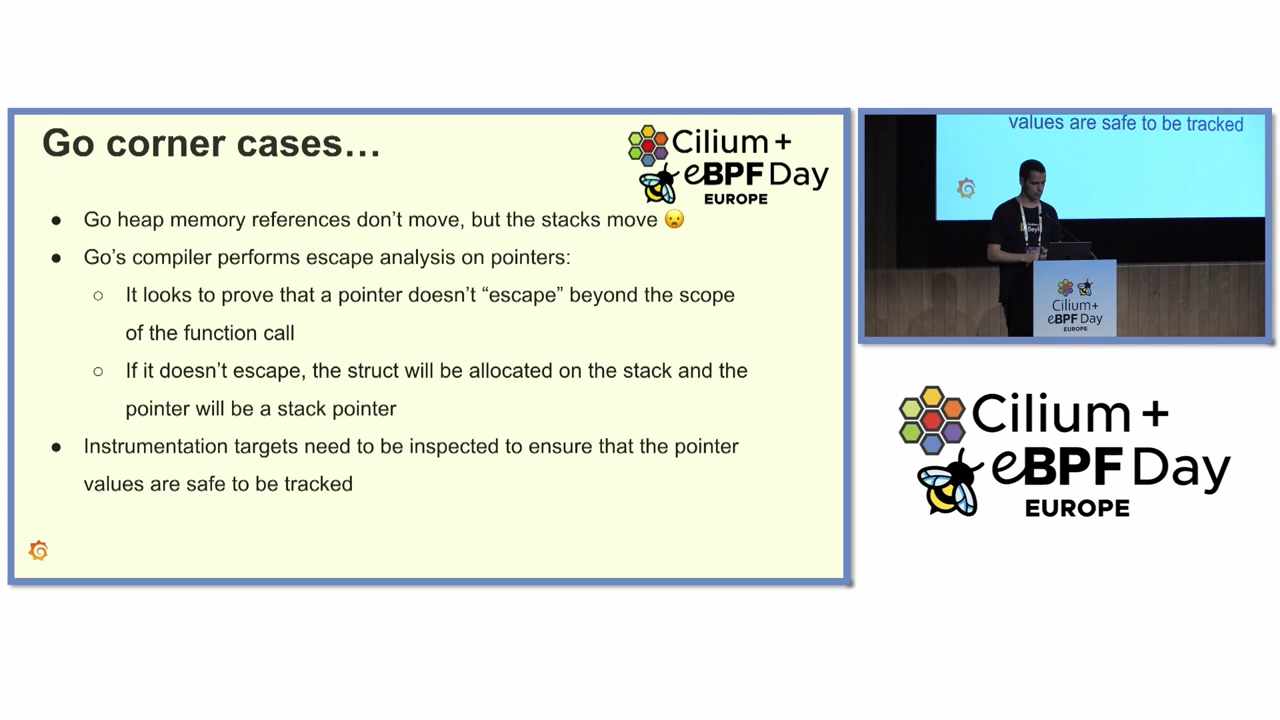 Go corner cases…
Cilium +
eBPF Day
EUROPE
● Go heap memory references don’t move, but the stacks move 😦
● Go’s compiler performs escape analysis on pointers:
○ It looks to prove that a pointer doesn’t “escape” beyond the scope
of the function call
○ If it doesn’t escape, the struct will be allocated on the stack and the
pointer will be a stack pointer
● Instrumentation targets need to be inspected to ensure that the pointer
values are safe to be tracked
values are safe to be tracked
Cilium+
eBPF Day
EUROPE
Cilium +
eBPF Day
EUROPE